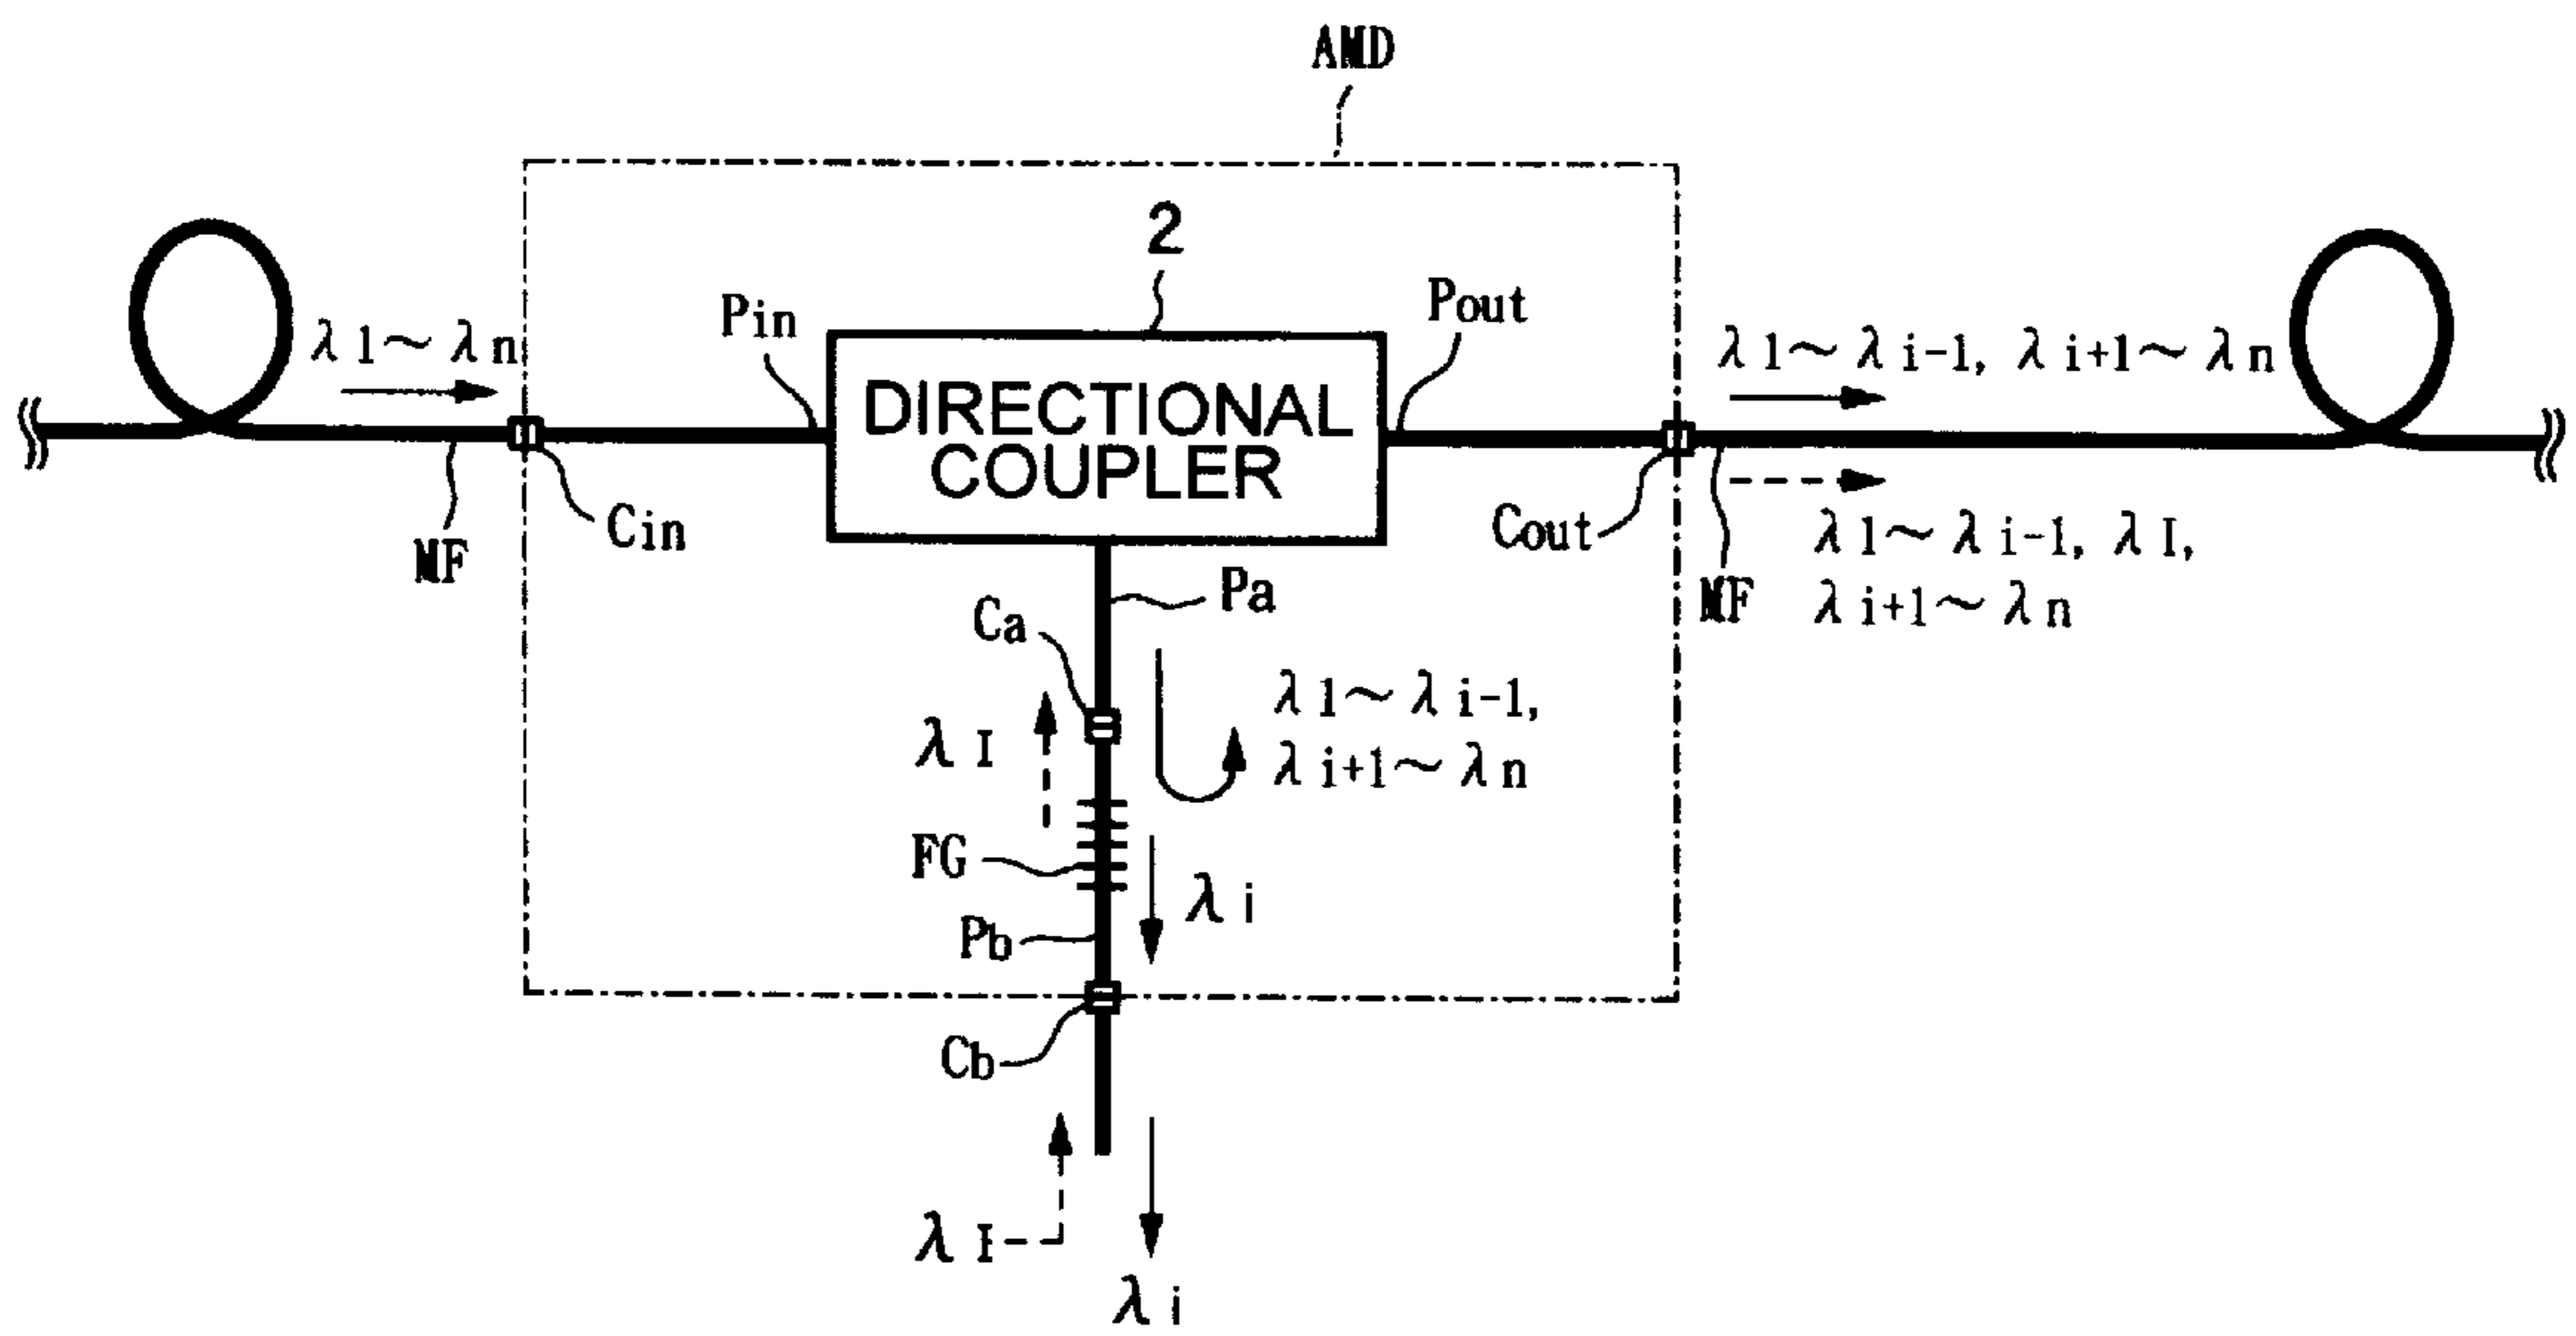 AMD
2
Pin
Pout
λ1~λn
λ1~λi-1, λi+1~λn
DIRECTIONAL
COUPLER
MF
Cin
Cout
MF
λ1~λi-1, λI,
λi+1~λn
Pa
Ca
λI
λ1~λi-1,
λi+1~λn
FG
λi
Pb
Cb
λI
λi